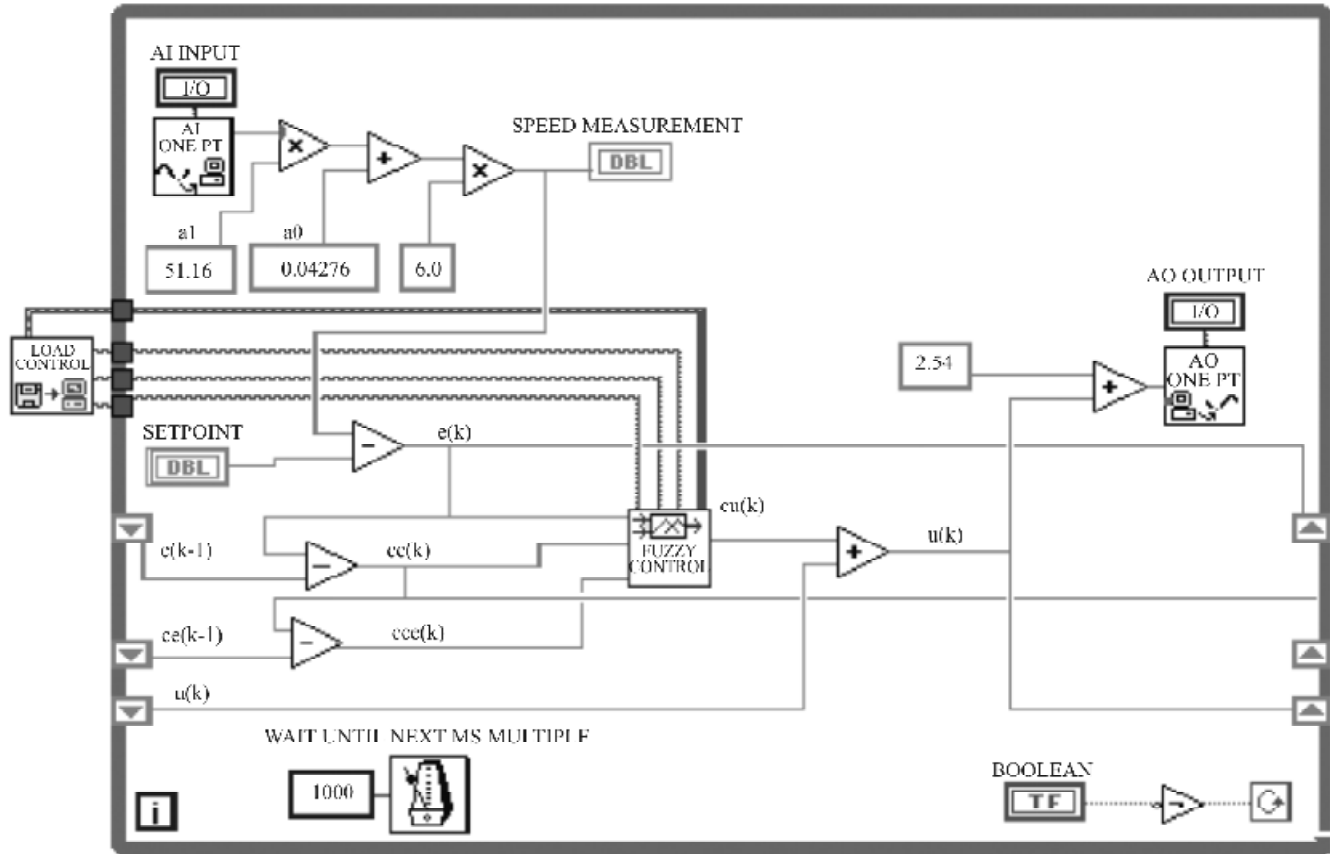 AI INPUT
I/O
AI
ONE PT
SPEED MEASUREMENT
DBL
a1
51.16
a0
0.04276
6.0
AO OUTPUT
I/O
AO
ONE PT
2.54
LOAD
CONTROL
SETPOINT
DBL
e(k)
cu(k)
FUZZY
CONTROL
u(k)
e(k-1)
ce(k)
ce(k-1)
cce(k)
u(k)
WAIT UNTIL NEXT MS MULTIPLE
1000
BOOLEAN
TF
i